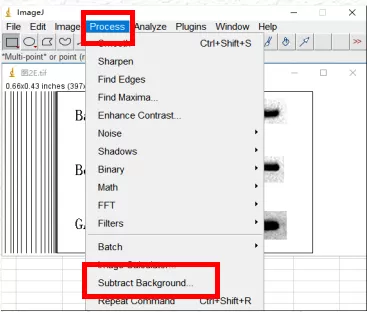 ImageJ
File Edit Image Process Analyze Plugins Window Help
>>
*Multi-point* or point (r
图2E.tif
0.66x0.43 inches (397x
Ctrl+Shift+S
Sharpen
Find Edges
Find Maxima...
Enhance Contrast...
Noise
Shadows
Binary
Math
FFT
Filters
Batch
Image Calculator...
Subtract Background...
Repeat Command Ctrl+Shift+R
Ba
GA